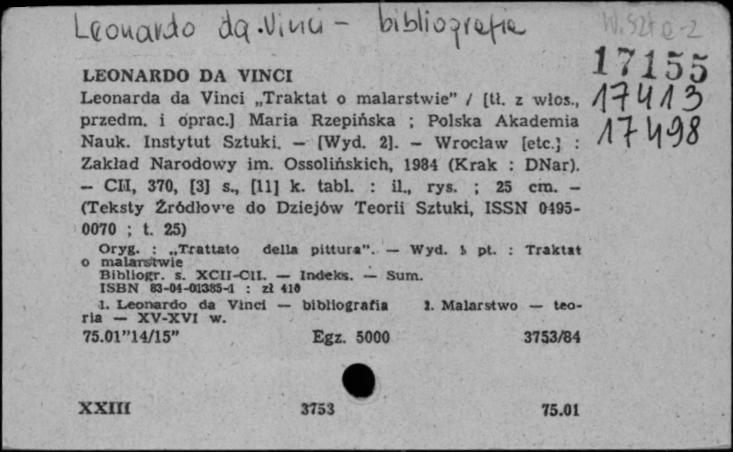 Leonardo da Vinci – bibliografia
W. Szt. e-2
17155
LEONARDO DA VINCI
Leonarda da Vinci „Traktat o malarstwie” / [tł. z włos.,
17413
przedm. i oprac.] Maria Rzepińska ; Polska Akademia
17498
Nauk. Instytut Sztuki. — [Wyd. 2]. — Wrocław [etc.] :
Zakład Narodowy im. Ossolińskich, 1984 (Krak : DNar).
— CII, 370, [3] s., [11] k. tabl. : il., rys. ; 25 cm. —
(Teksty Źródłowe do Dziejów Teorii Sztuki, ISSN 0495-
0070 ; t. 25)
Oryg. : „Trattato della pittura”. — Wyd. 1 pt. : Traktat
o malarstwie
Bibliogr. s. XCII-CII. — Indeks. — Sum.
ISBN 83-04-01385-1 : zł 410
1. Leonardo da Vinci — bibliografia 2. Malarstwo — teo-
ria — XV-XVI w.
75.01”14/15” Egz. 5000 3753/84
XXIII 3753 75.01